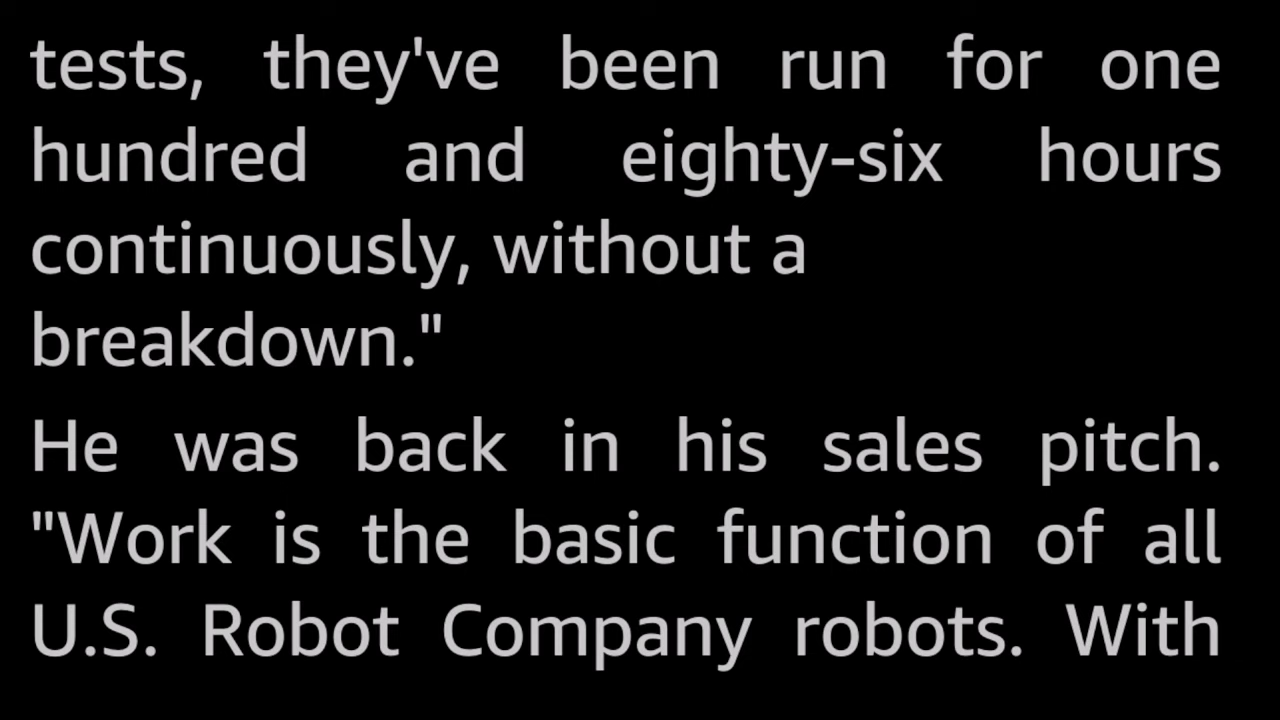 tests, they've been run for one
hundred and eighty-six hours
continuously, without a
breakdown."
He was back in his sales pitch.
"Work is the basic function of all
U.S. Robot Company robots. With